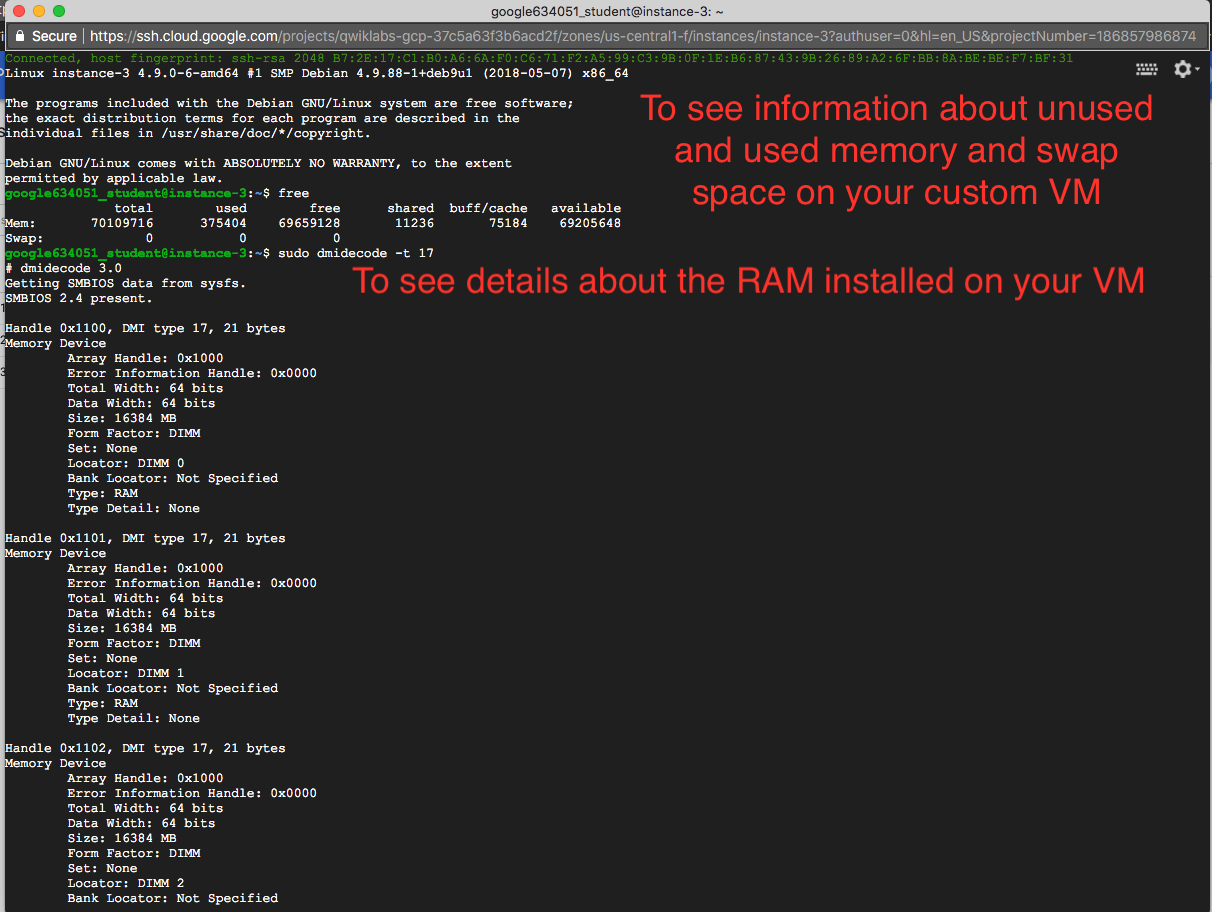 google634051_student@instance-3: ~
Secure | https://ssh.cloud.google.com/projects/qwiklabs-gcp-37c5a63f3b6acd2f/zones/us-central1-f/instances/instance-3?authuser=0&hl=en_US&projectNumber=186857986874
Connected, host fingerprint: ssh-rsa 2048 B7:2E:17:C1:B0:A6:6A:F0:C6:71:F2:A5:99:C3:9B:0F:1E:B6:87:43:9B:26:89:A2:6F:BB:8A:BE:BE:F7:BF:31
Linux instance-3 4.9.0-6-amd64 #1 SMP Debian 4.9.88-1+deb9u1 (2018-05-07) x86_64
The programs included with the Debian GNU/Linux system are free software;
the exact distribution terms for each program are described in the
individual files in /usr/share/doc/*/copyright.
To see information about unused
and used memory and swap
space on your custom VM
Debian GNU/Linux comes with ABSOLUTELY NO WARRANTY, to the extent
permitted by applicable law.
google634051_student@instance-3:~$ free
total used free shared buff/cache available
Mem: 70109716 375404 69659128 11236 75184 69205648
Swap: 0 0 0
google634051_student@instance-3:~$ sudo dmidecode -t 17
# dmidecode 3.0
Getting SMBIOS data from sysfs.
SMBIOS 2.4 present.
To see details about the RAM installed on your VM
Handle 0x1100, DMI type 17, 21 bytes
Memory Device
Array Handle: 0x1000
Error Information Handle: 0x0000
Total Width: 64 bits
Data Width: 64 bits
Size: 16384 MB
Form Factor: DIMM
Set: None
Locator: DIMM 0
Bank Locator: Not Specified
Type: RAM
Type Detail: None
Handle 0x1101, DMI type 17, 21 bytes
Memory Device
Array Handle: 0x1000
Error Information Handle: 0x0000
Total Width: 64 bits
Data Width: 64 bits
Size: 16384 MB
Form Factor: DIMM
Set: None
Locator: DIMM 1
Bank Locator: Not Specified
Type: RAM
Type Detail: None
Handle 0x1102, DMI type 17, 21 bytes
Memory Device
Array Handle: 0x1000
Error Information Handle: 0x0000
Total Width: 64 bits
Data Width: 64 bits
Size: 16384 MB
Form Factor: DIMM
Set: None
Locator: DIMM 2
Bank Locator: Not Specified